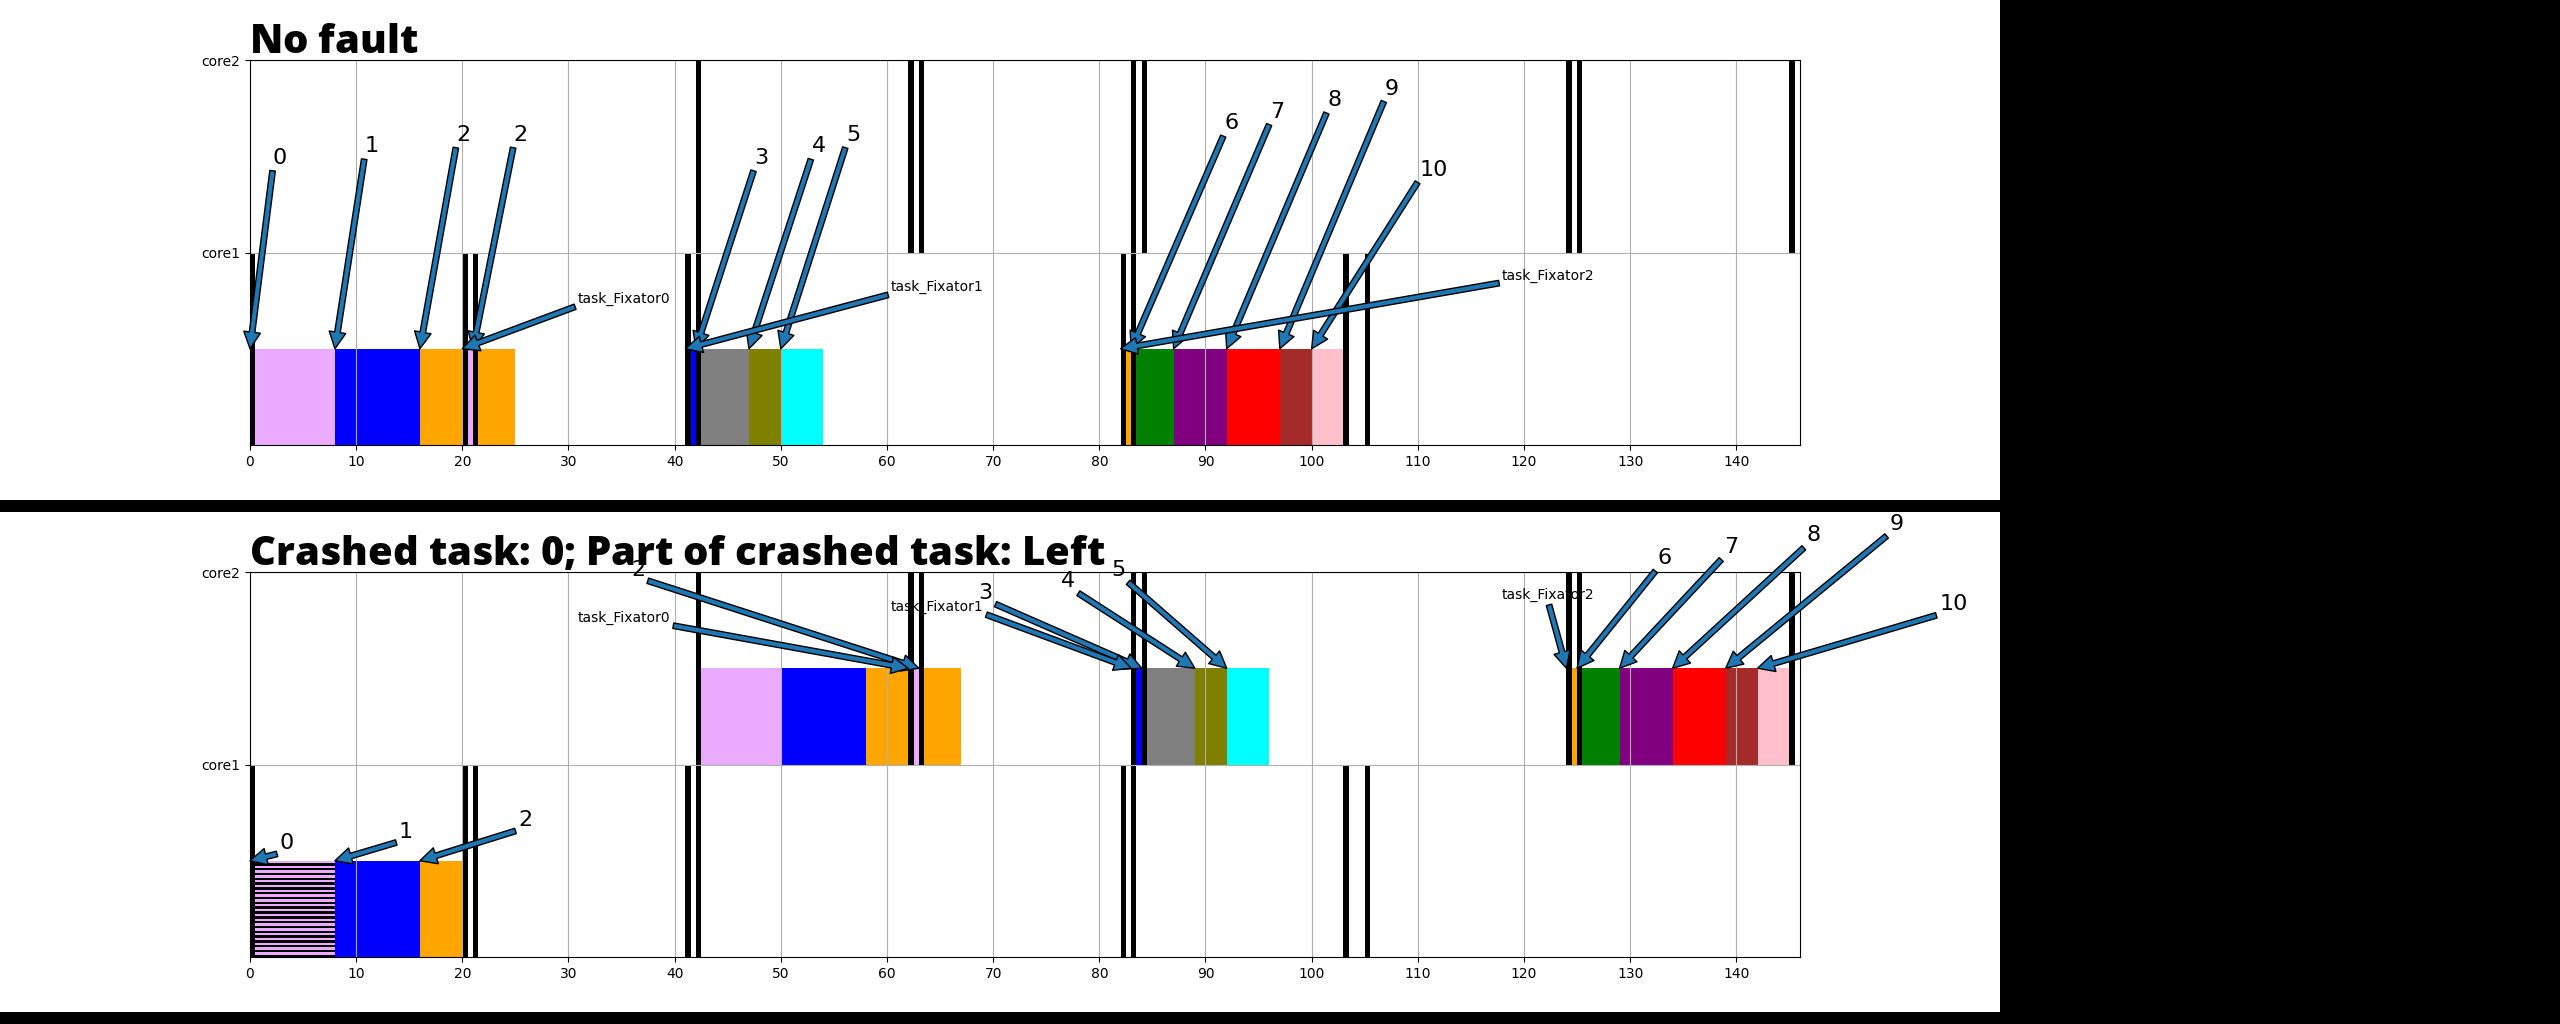 No fault
core2
9
8
7
6
2 2
5
1
4
0
3
10
core1
task_Fixator2
task_Fixator1
task_Fixator0
0 10 20 30 40 50 60 70 80 90 100 110 120 130 140
9
8
Crashed task: 0; Part of crashed task: Left
7
6
2
5
core2
4
3
task_Fixator2
10
task_Fixator1
task_Fixator0
core1
2
1
0
0 10 20 30 40 50 60 70 80 90 100 110 120 130 140